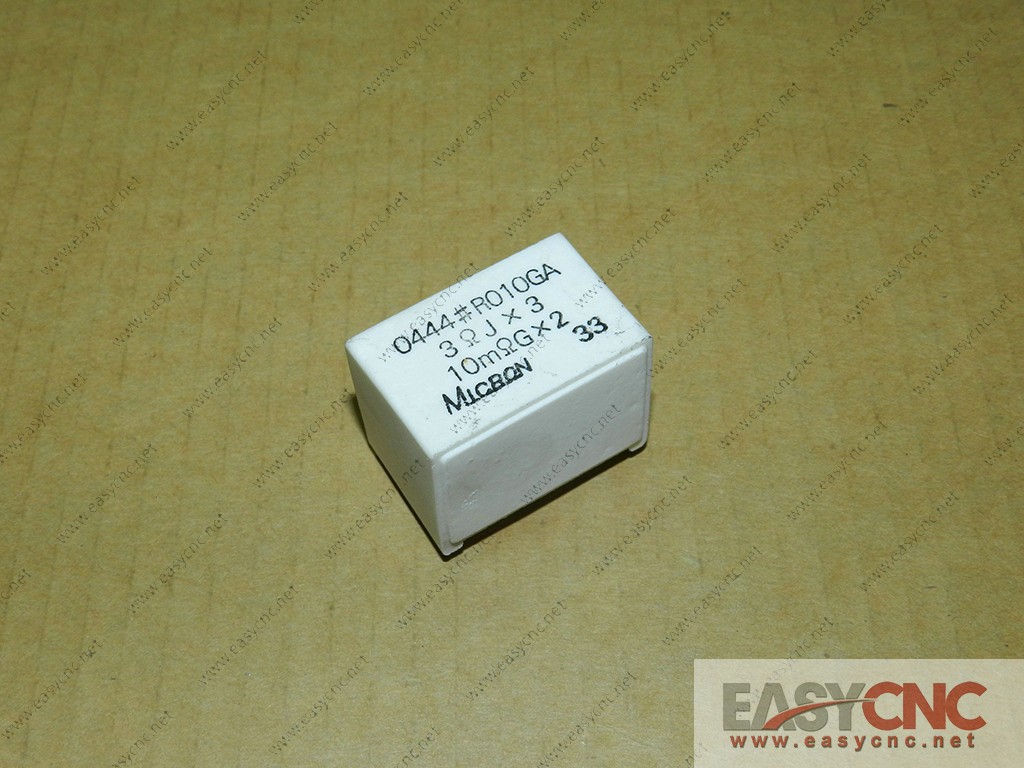 0444#R010GA
3ΩJ×3
10mΩG×2 33
MICRON
EASYCNC
www.easycnc.net